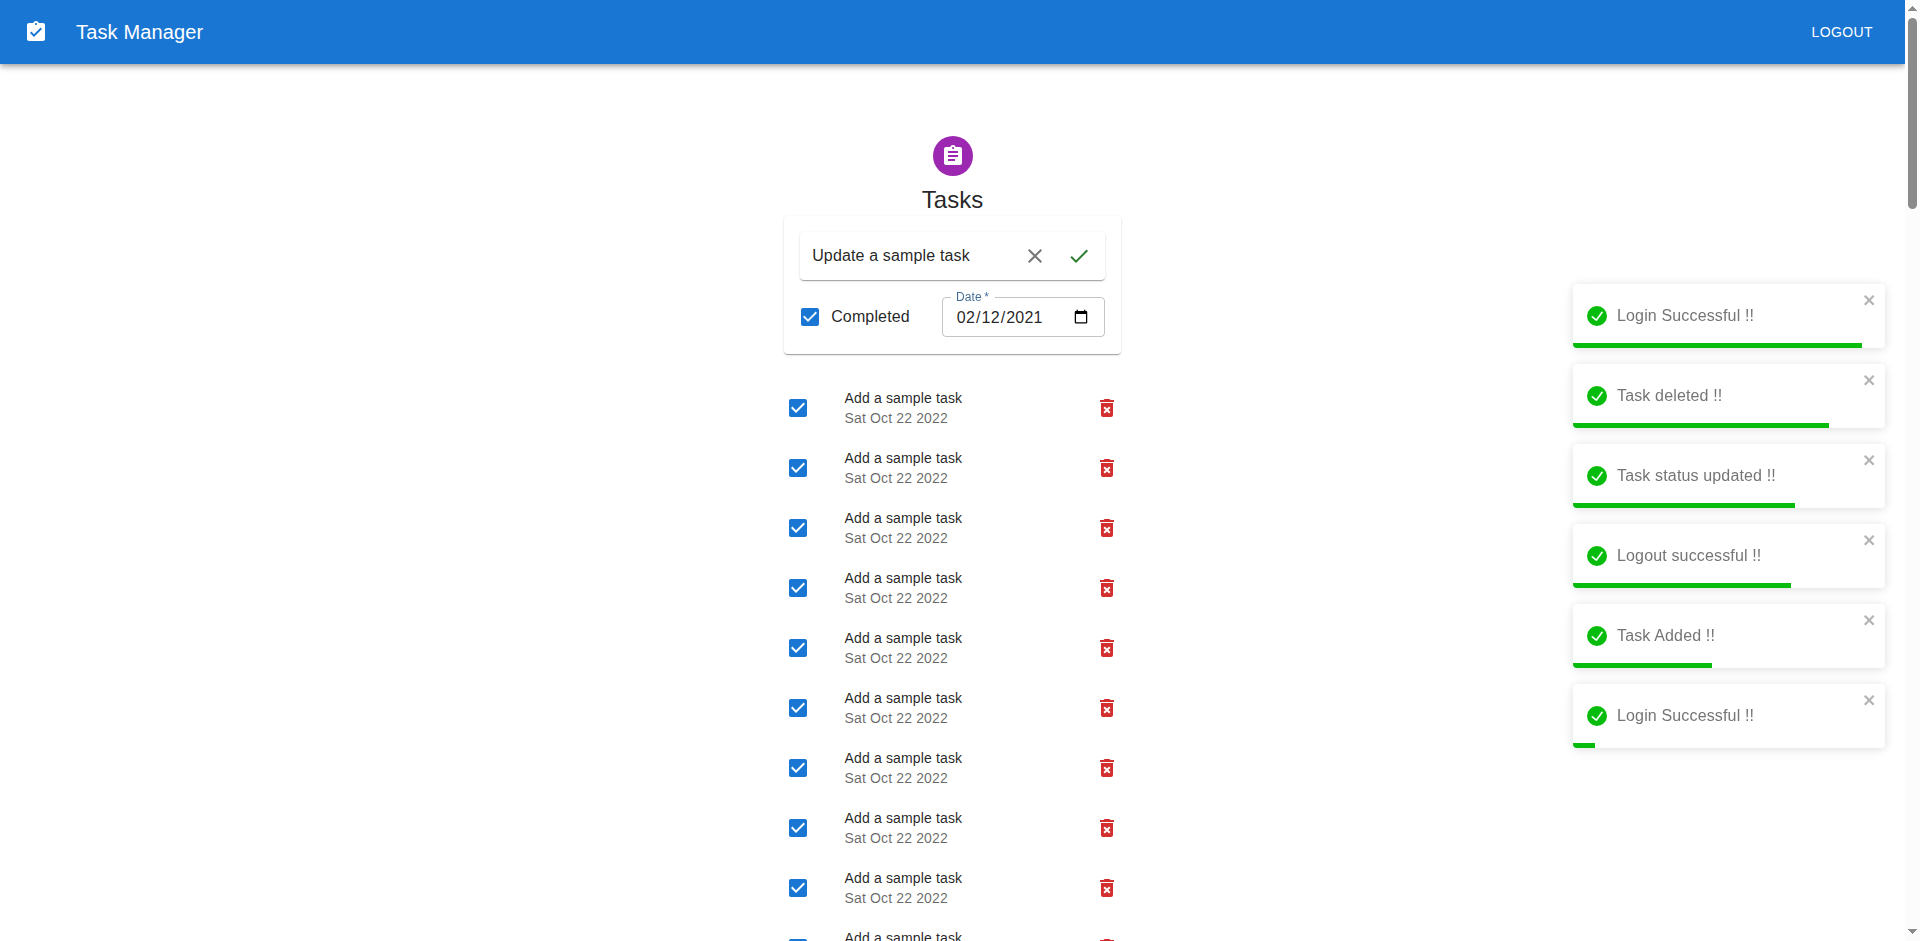 Task Manager
LOGOUT
Tasks
Update a sample task
Date *
Completed
02/12/2021
Add a sample task
Sat Oct 22 2022
Add a sample task
Sat Oct 22 2022
Add a sample task
Sat Oct 22 2022
Add a sample task
Sat Oct 22 2022
Add a sample task
Sat Oct 22 2022
Add a sample task
Sat Oct 22 2022
Add a sample task
Sat Oct 22 2022
Add a sample task
Sat Oct 22 2022
Add a sample task
Sat Oct 22 2022
Add a sample task
Login Successful !!
Task deleted !!
Task status updated !!
Logout successful !!
Task Added !!
Login Successful !!